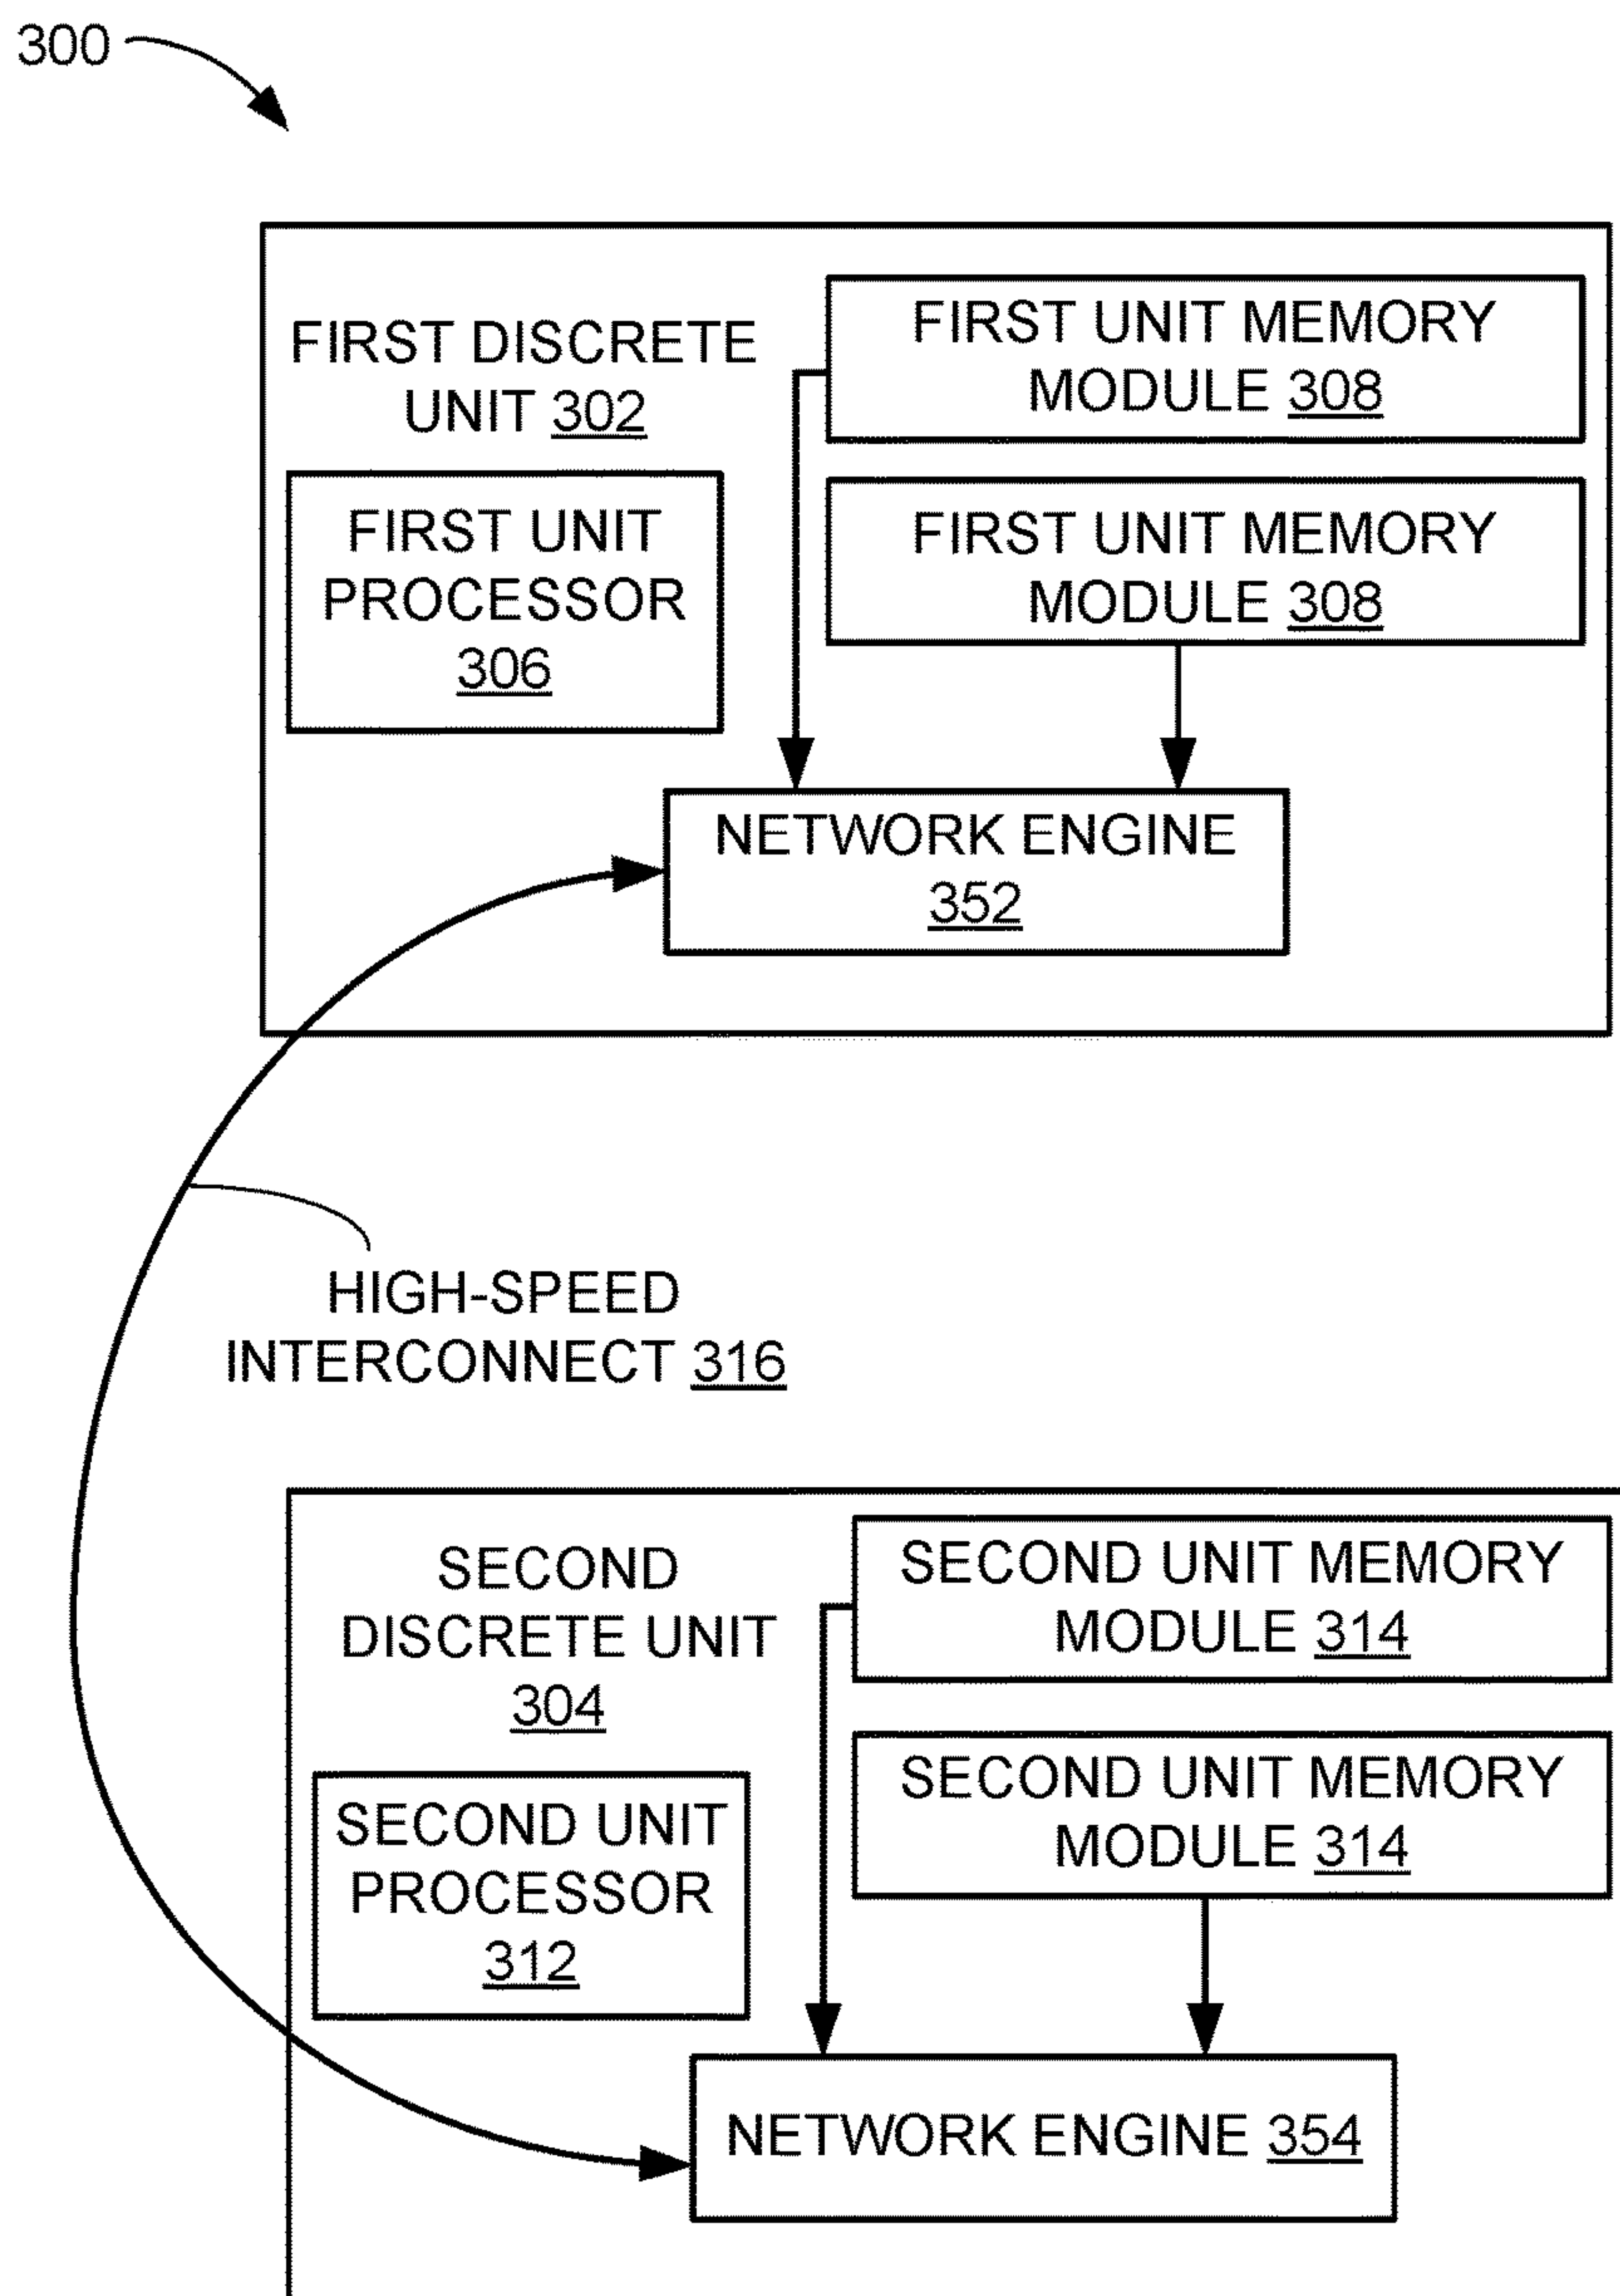 300
FIRST DISCRETE
UNIT 302
FIRST UNIT MEMORY
MODULE 308
FIRST UNIT
PROCESSOR
306
FIRST UNIT MEMORY
MODULE 308
NETWORK ENGINE
352
HIGH-SPEED
INTERCONNECT 316
SECOND
DISCRETE UNIT
304
SECOND UNIT MEMORY
MODULE 314
SECOND UNIT
PROCESSOR
312
SECOND UNIT MEMORY
MODULE 314
NETWORK ENGINE 354